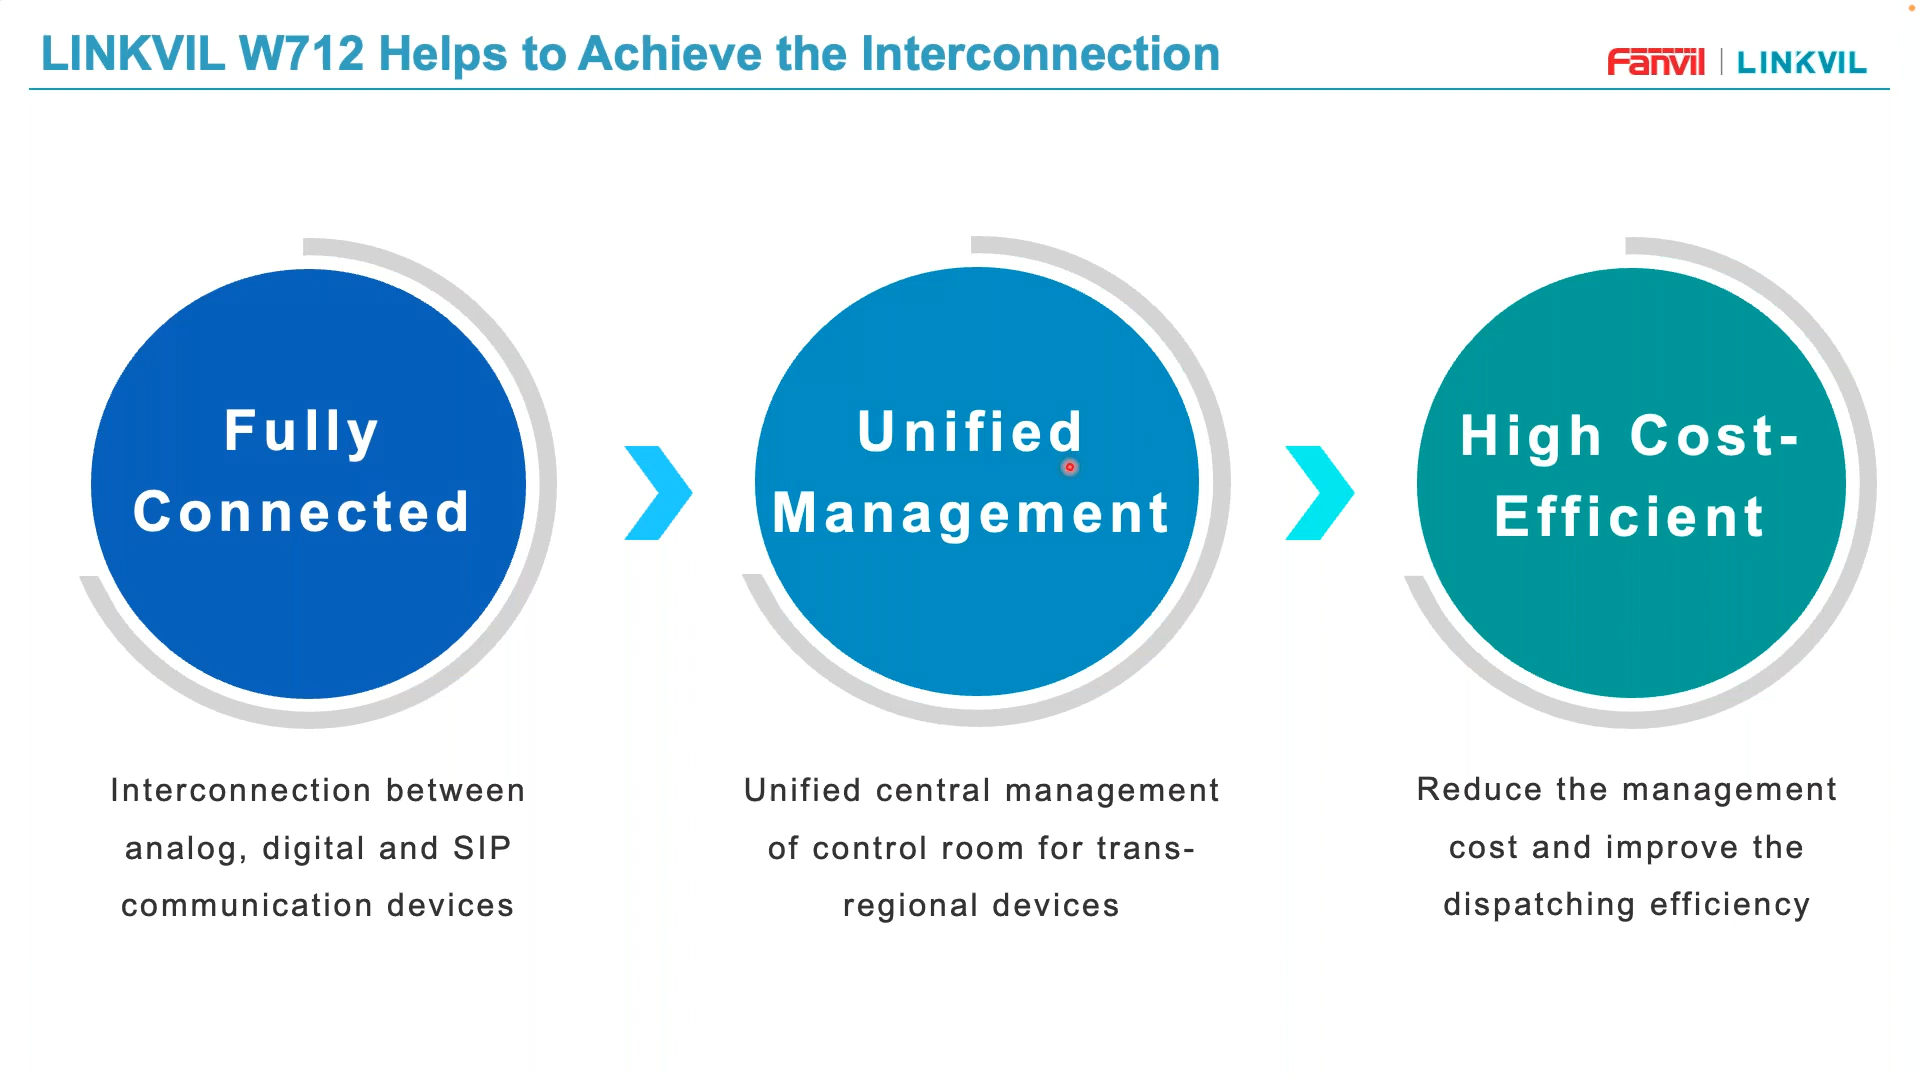 LINKVIL W712 Helps to Achieve the Interconnection
Fanvil | LINKVIL
Fully
Connected
Unified
Management
High Cost-
Efficient
Interconnection between
analog, digital and SIP
communication devices
Unified central management
of control room for trans-
regional devices
Reduce the management
cost and improve the
dispatching efficiency